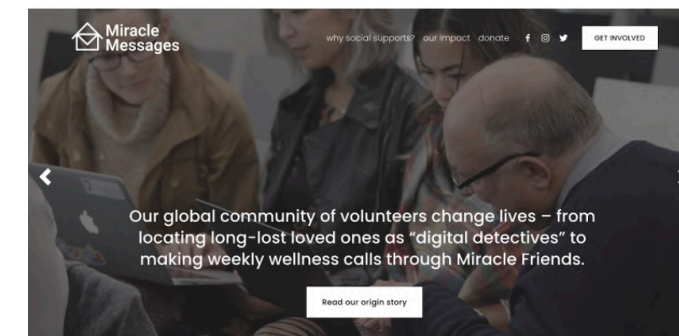 Miracle
Messages
why social supports? our impact donate
GET INVOLVED
Our global community of volunteers change lives – from
locating long-lost loved ones as “digital detectives” to
making weekly wellness calls through Miracle Friends.
Read our origin story